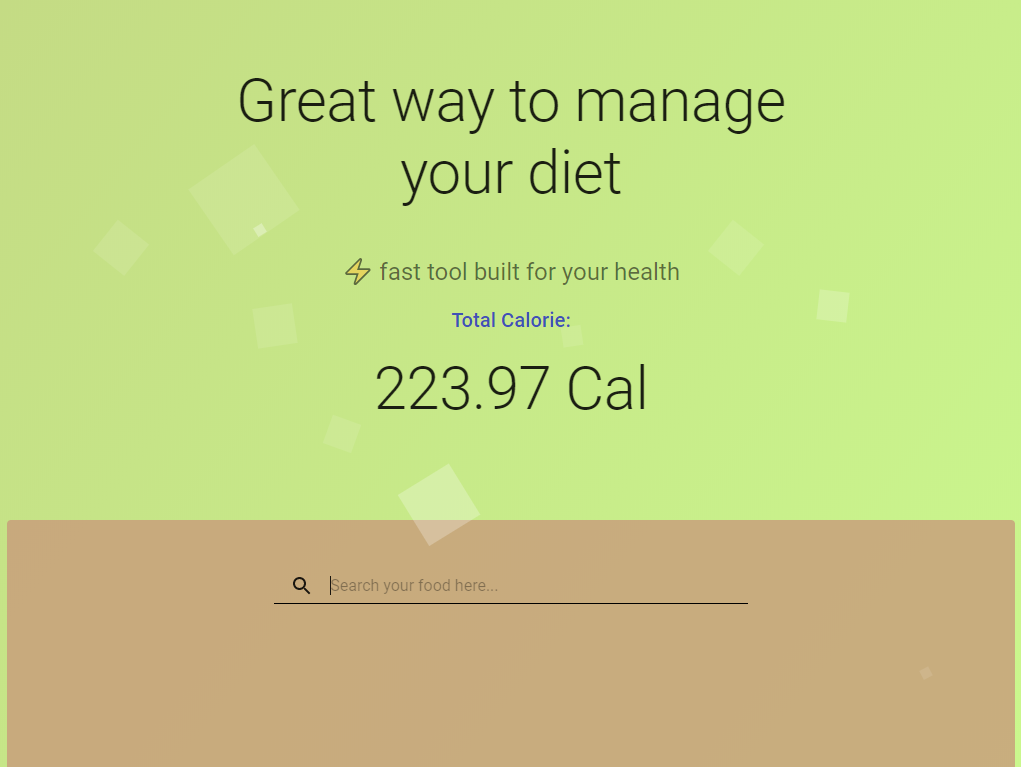 Great way to manage
your diet
⚡ fast tool built for your health
Total Calorie:
223.97 Cal
Search your food here...